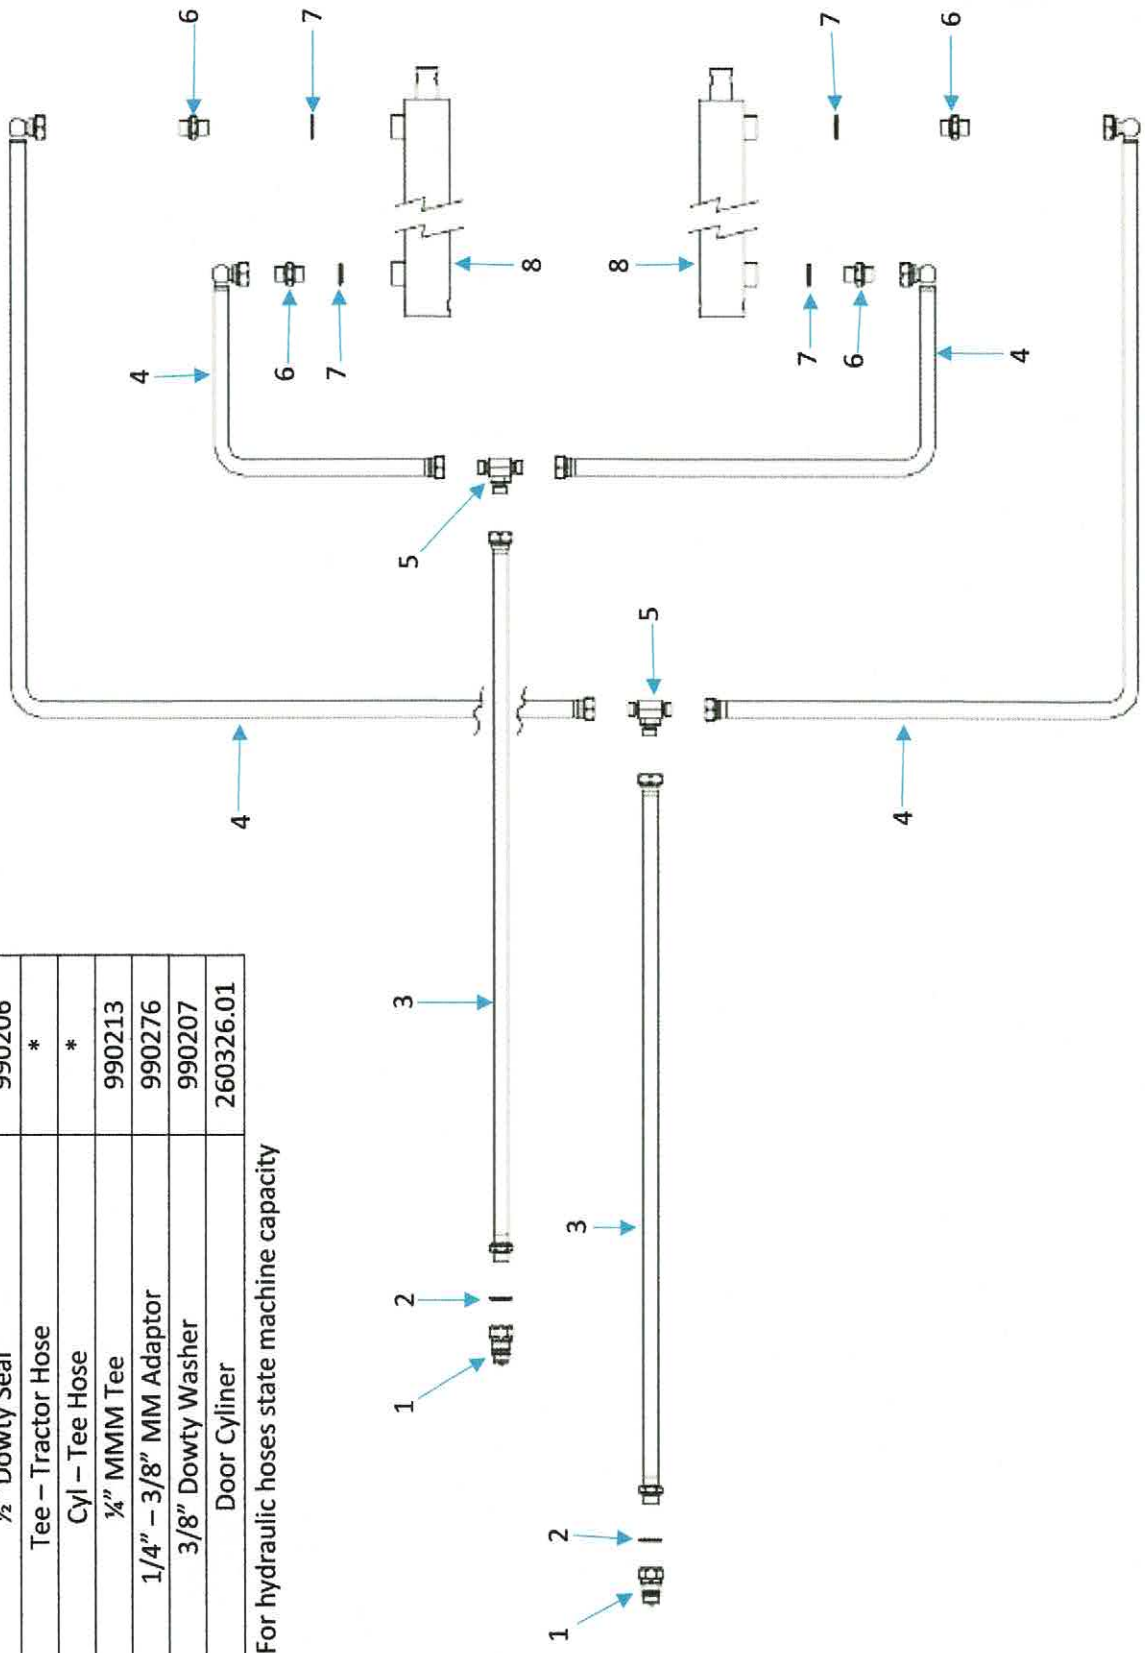 ½" Dowty Seal 990206
Tee – Tractor Hose *
Cyl – Tee Hose *
¼" MMM Tee 990213
1/4" – 3/8" MM Adaptor 990276
3/8" Dowty Washer 990207
Door Cyliner 260326.01
For hydraulic hoses state machine capacity
4
6
4
6
7
7
1
2
3
5
8
1
2
3
8
5
7
7
6
4
6
4